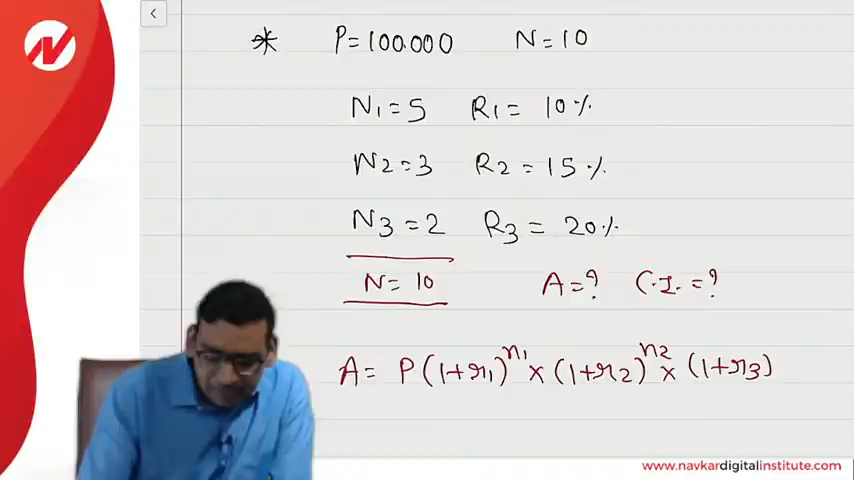 * P=100.000 N=10
N1=5 R1= 10%
N2=3 R2=15%
N3=2 R3= 20%
N= 10 A=? C.I.=?
A= P(1+r1)^n1 × (1+r2)^n2 × (1+r3)
www.navkardigitalinstitute.com